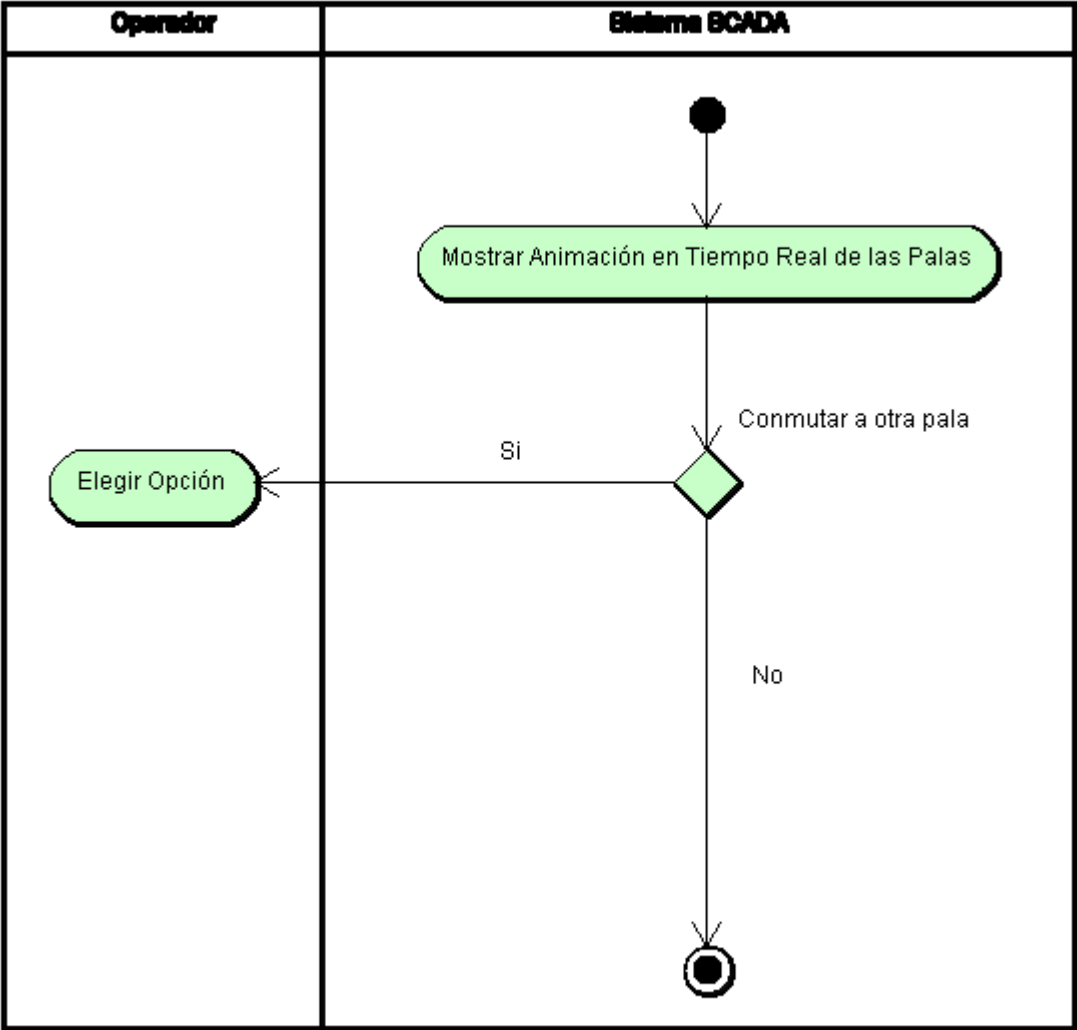 Operador
Sistema SCADA
Mostrar Animación en Tiempo Real de las Palas
Conmutar a otra pala
Si
Elegir Opción
No